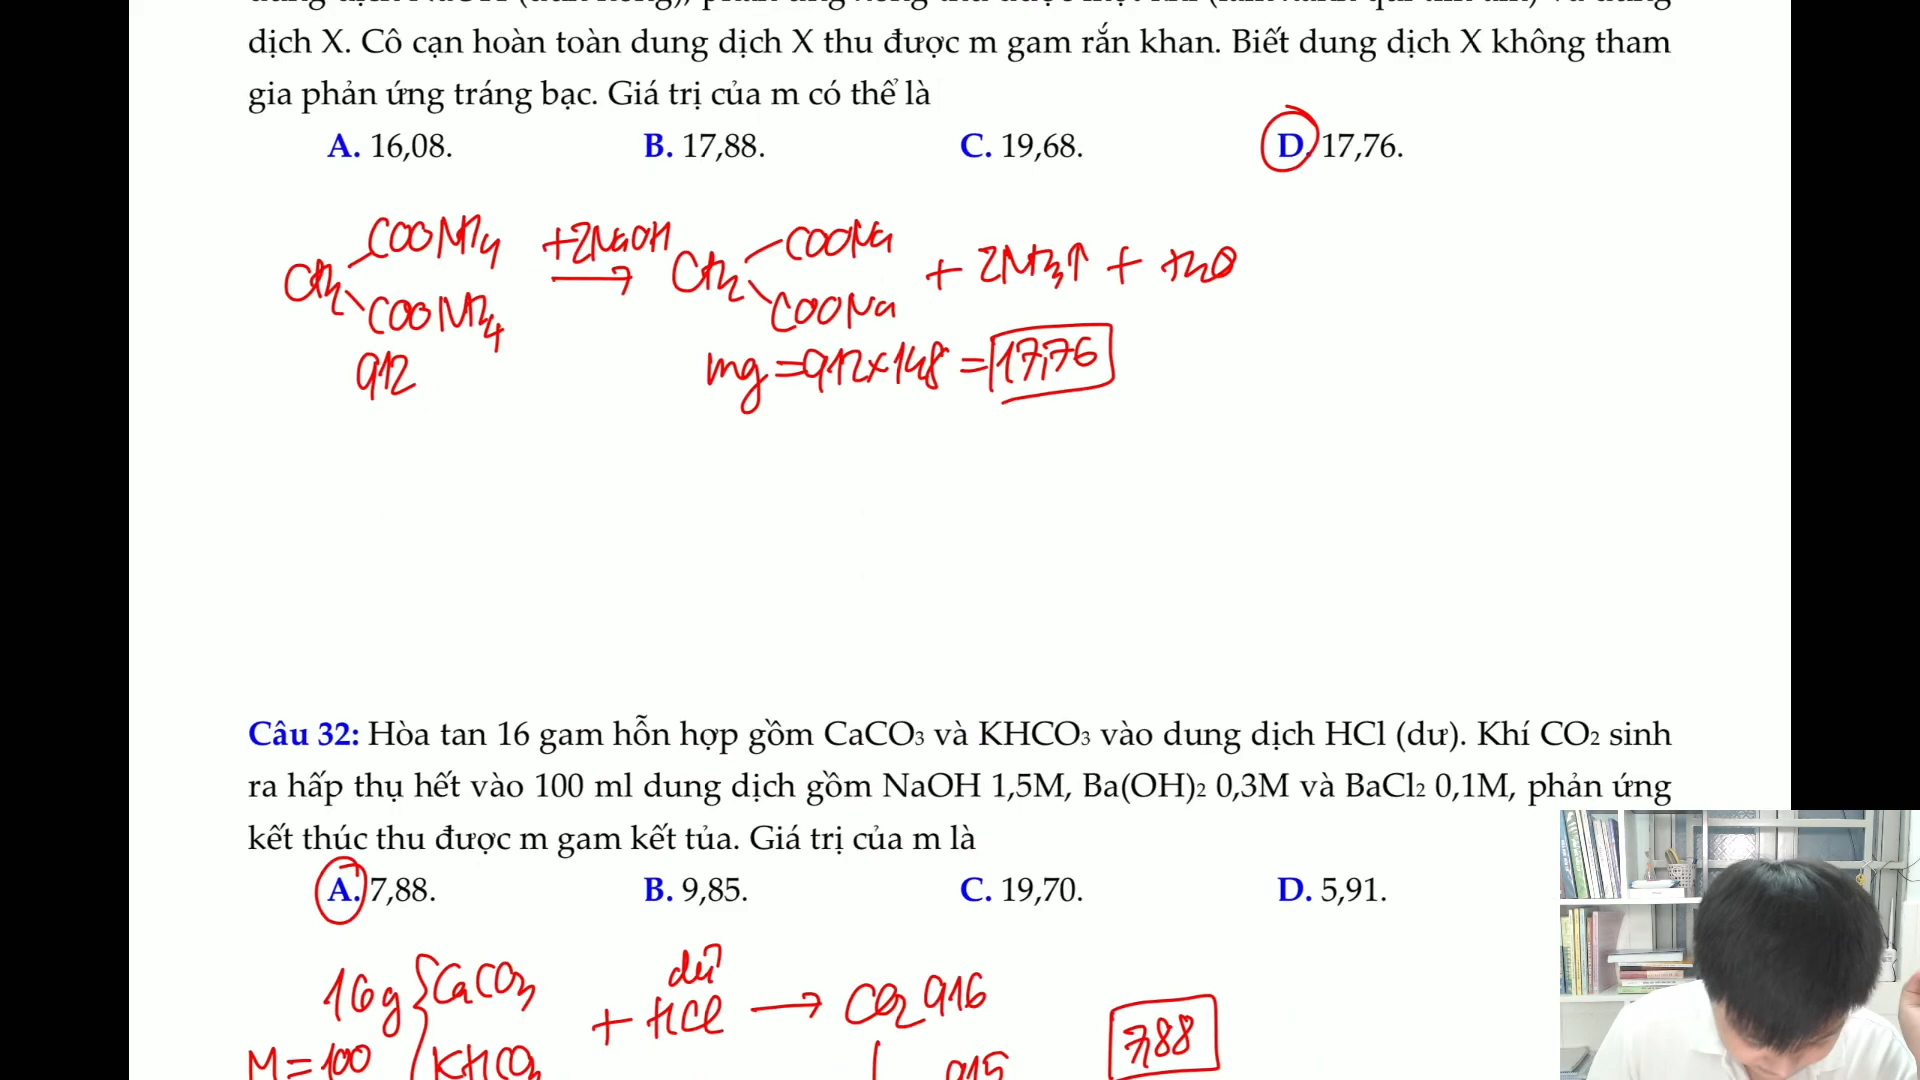 dịch X. Cô cạn hoàn toàn dung dịch X thu được m gam rắn khan. Biết dung dịch X không tham
gia phản ứng tráng bạc. Giá trị của m có thể là
A. 16,08. B. 17,88. C. 19,68. D. 17,76.
CH2 COONH4 COONH4 +2NaOH → CH2 COONa COONa + 2NH3↑ + H2O
0,12 mg = 0,12 × 148 = 17,76
Câu 32: Hòa tan 16 gam hỗn hợp gồm CaCO3 và KHCO3 vào dung dịch HCl (dư). Khí CO2 sinh
ra hấp thụ hết vào 100 ml dung dịch gồm NaOH 1,5M, Ba(OH)2 0,3M và BaCl2 0,1M, phản ứng
kết thúc thu được m gam kết tủa. Giá trị của m là
A. 7,88. B. 9,85. C. 19,70. D. 5,91.
dư
16g { CaCO3 + HCl → CO2 0,16
7,88
M = 100 KHCO3